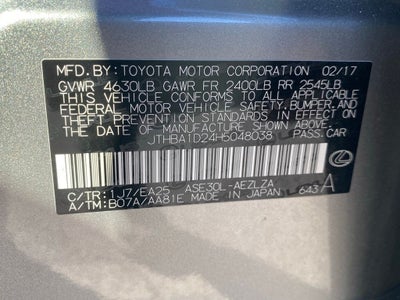 MFD. BY: TOYOTA MOTOR CORPORATION 02/17
GVWR 4630LB GAWR FR 2400LB RR 2545LB
THIS VEHICLE CONFORMS TO ALL APPLICABLE
FEDERAL MOTOR VEHICLE SAFETY, BUMPER, AND
THEFT PREVENTION STANDARDS IN EFFECT ON
THE DATE OF MANUFACTURE SHOWN ABOVE.
JTHBA1D24H5048038 PASS. CAR
C/TR: 1J7/EA25 ASE30L-AEZLZA
A/TM: B07A/AA81E MADE IN JAPAN 643 A